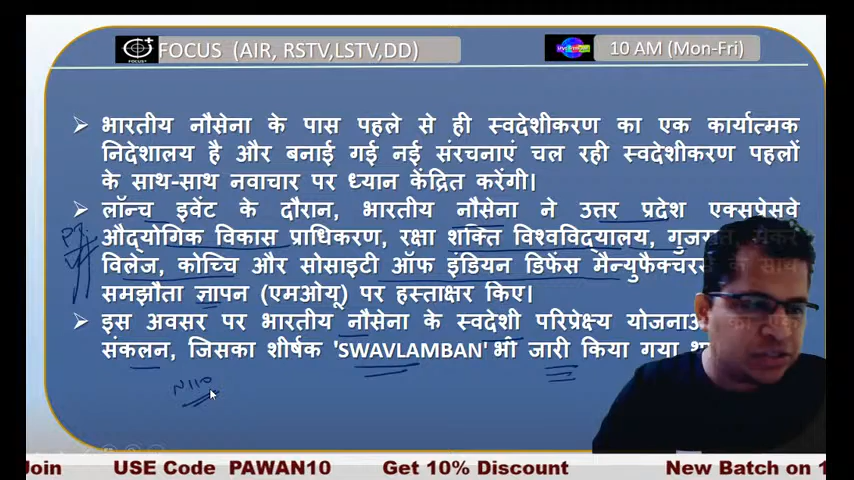 FOCUS (AIR, RSTV,LSTV,DD)
10 AM (Mon-Fri)
भारतीय नौसेना के पास पहले से ही स्वदेशीकरण का एक कार्यात्मक
निदेशालय है और बनाई गई नई संरचनाएं चल रही स्वदेशीकरण पहलों
के साथ-साथ नवाचार पर ध्यान केंद्रित करेंगी।
लॉन्च इवेंट के दौरान, भारतीय नौसेना ने उत्तर प्रदेश एक्सप्रेसवे
औद्योगिक विकास प्राधिकरण, रक्षा शक्ति विश्वविद्यालय, गुजरात, मेकर
विलेज, कोच्चि और सोसाइटी ऑफ इंडियन डिफेंस मैन्युफैक्चरर्स के साथ
समझौता ज्ञापन (एमओयू) पर हस्ताक्षर किए।
इस अवसर पर भारतीय नौसेना के स्वदेशी परिप्रेक्ष्य
संकलन, जिसका शीर्षक 'SWAVLAMBAN' भी जारी किया गया
Join USE Code PAWAN10 Get 10% Discount New Batch on 1